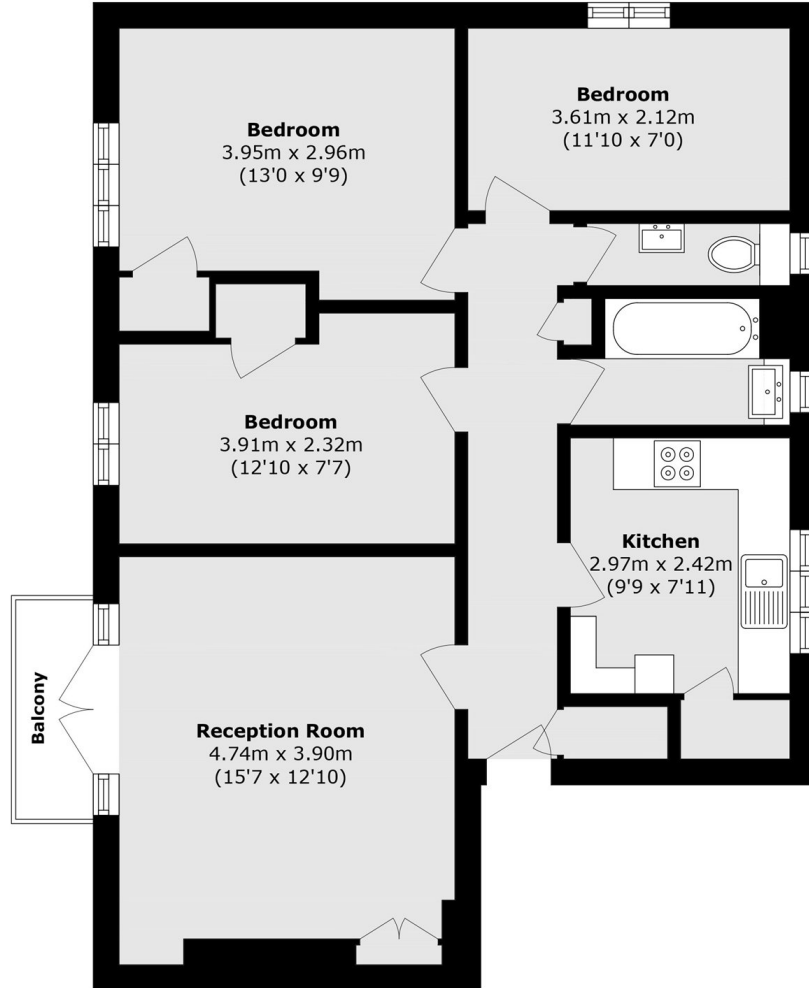 Bedroom
3.95m x 2.96m
(13'0 x 9'9)
Bedroom
3.61m x 2.12m
(11'10 x 7'0)
Bedroom
3.91m x 2.32m
(12'10 x 7'7)
Kitchen
2.97m x 2.42m
(9'9 x 7'11)
Balcony
Reception Room
4.74m x 3.90m
(15'7 x 12'10)